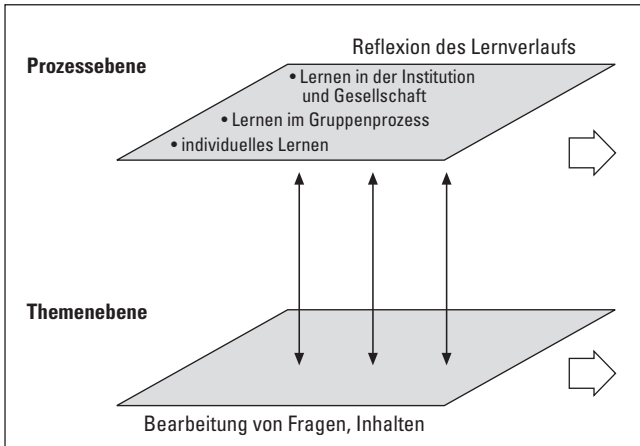 Reflexion des Lernverlaufs
Prozessebene
• Lernen in der Institution
und Gesellschaft
• Lernen im Gruppenprozess
• individuelles Lernen
Themenebene
Bearbeitung von Fragen, Inhalten